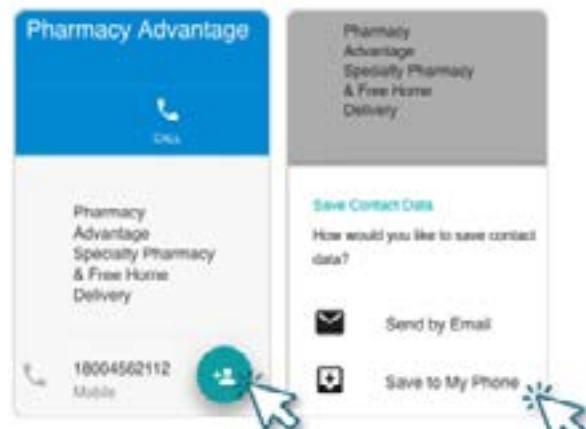 Pharmacy Advantage
CALL
Pharmacy
Advantage
Specialty Pharmacy
& Free Home
Delivery
18004562112
Mobile
Pharmacy
Advantage
Specialty Pharmacy
& Free Home
Delivery
Save Contact Data
How would you like to save contact
data?
Send by Email
Save to My Phone